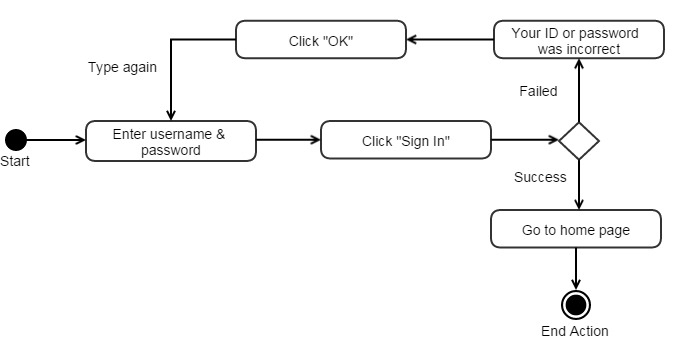 Click "OK"
Your ID or password
was incorrect
Type again
Failed
Enter username &
password
Click "Sign In"
Start
Success
Go to home page
End Action